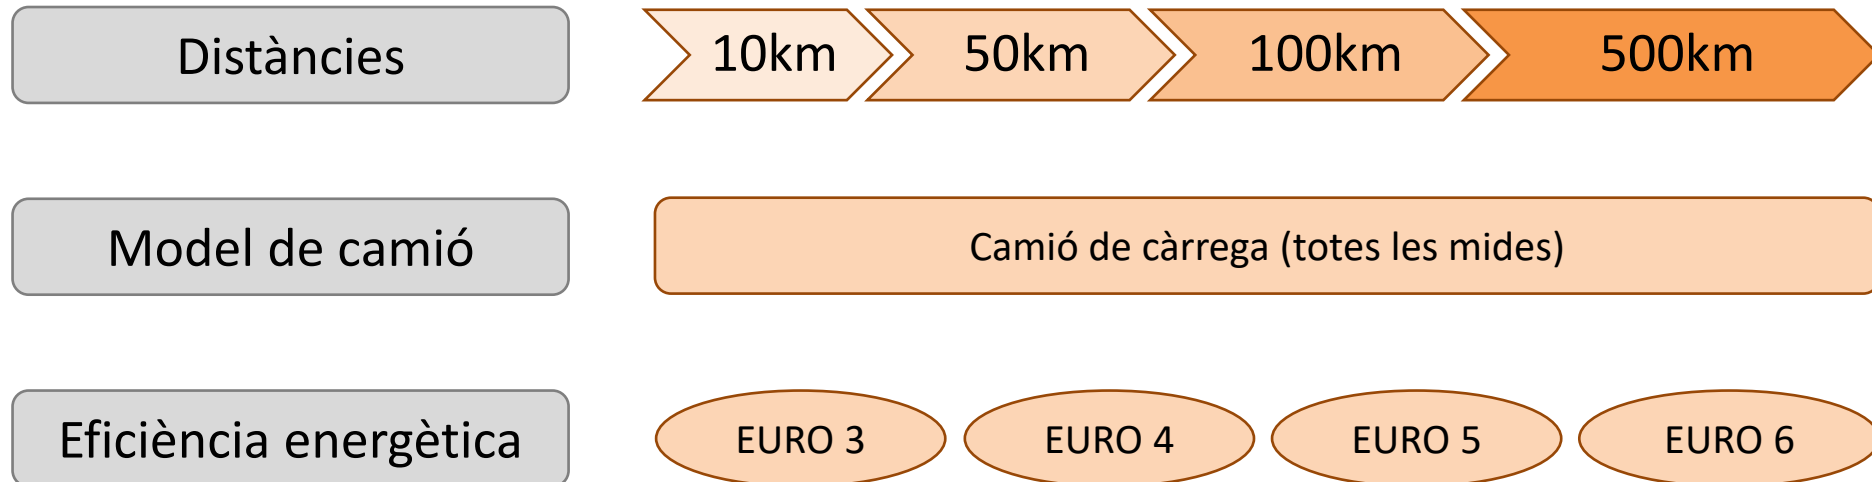 Distàncies
10km 50km 100km 500km
Model de camió
Camió de càrrega (totes les mides)
Eficiència energètica
EURO 3 EURO 4 EURO 5 EURO 6